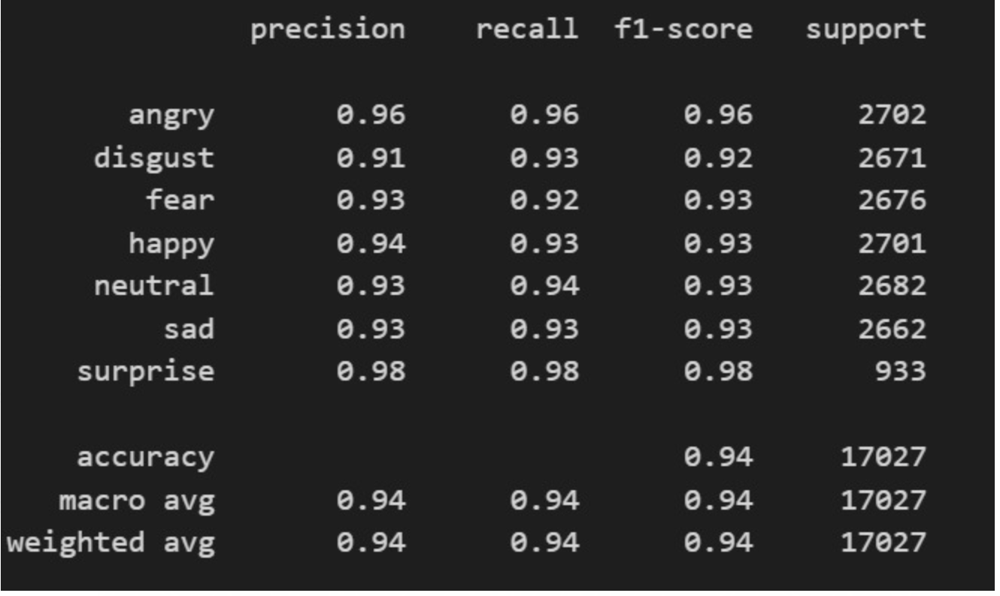 precision recall f1-score support
angry 0.96 0.96 0.96 2702
disgust 0.91 0.93 0.92 2671
fear 0.93 0.92 0.93 2676
happy 0.94 0.93 0.93 2701
neutral 0.93 0.94 0.93 2682
sad 0.93 0.93 0.93 2662
surprise 0.98 0.98 0.98 933
accuracy 0.94 17027
macro avg 0.94 0.94 0.94 17027
weighted avg 0.94 0.94 0.94 17027